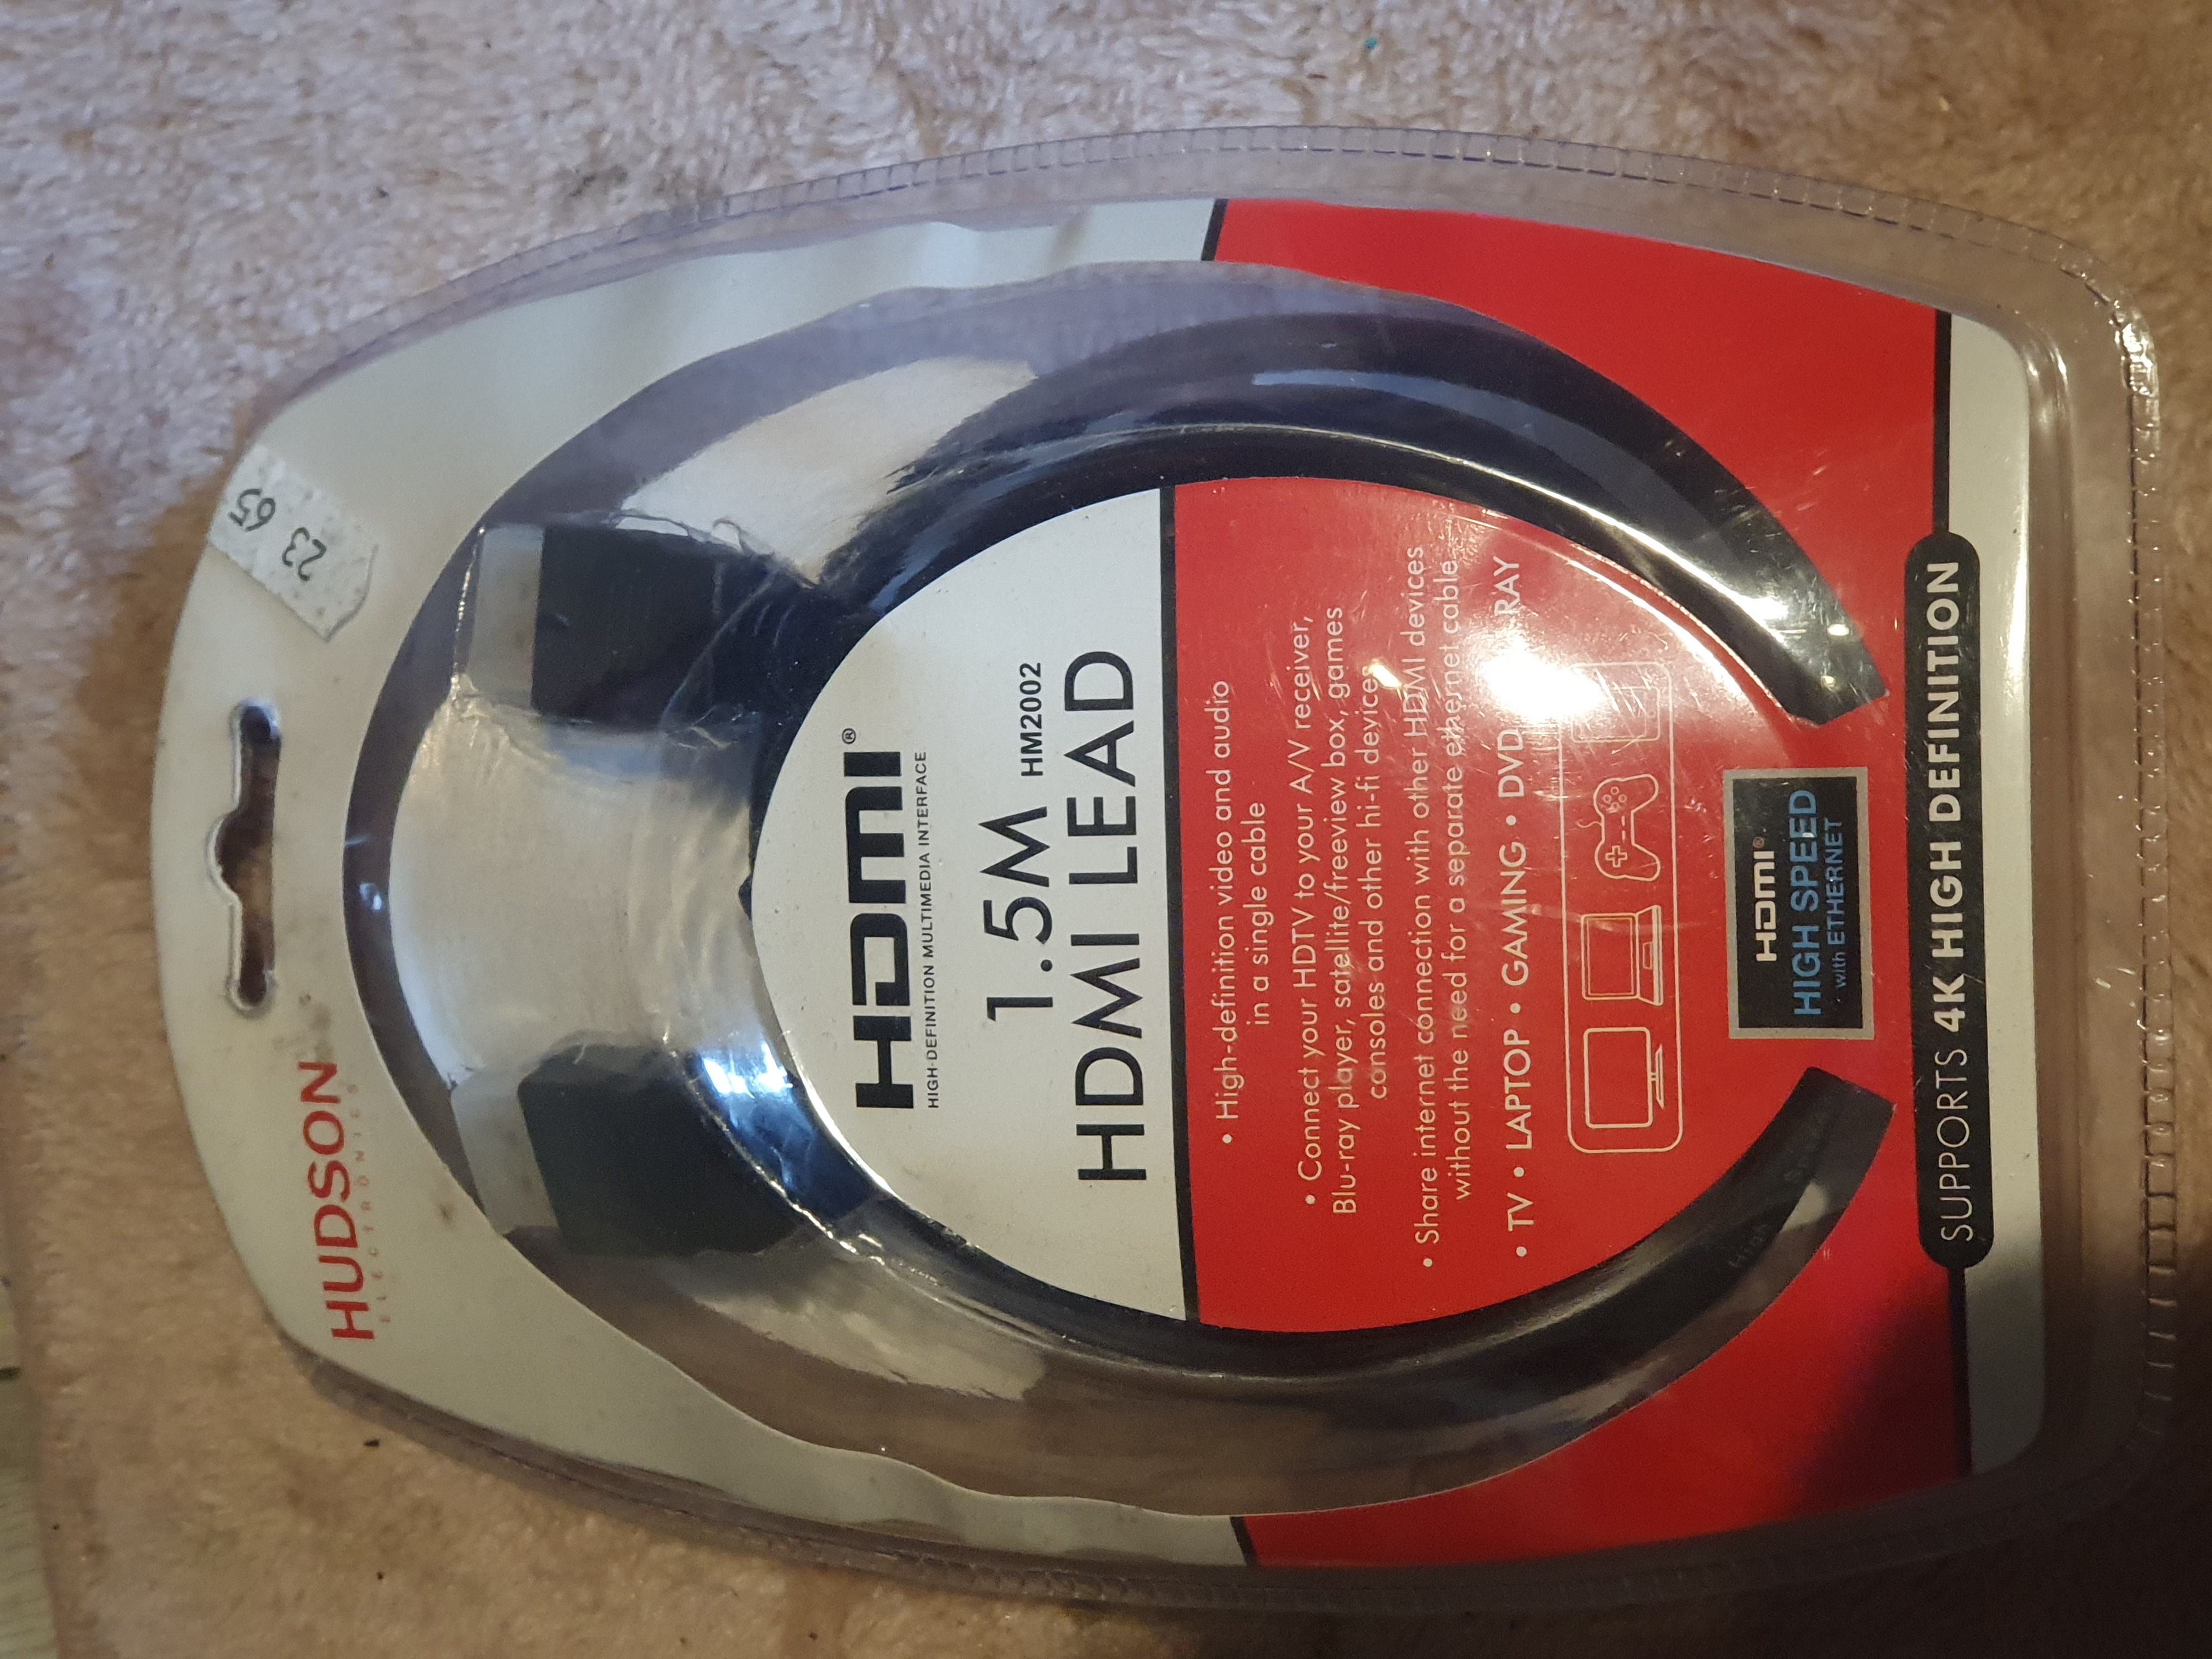 23 65
HUDSON
ELECTRONICS
HDMI®
HIGH-DEFINITION MULTIMEDIA INTERFACE
1.5M HM2002
HDMI LEAD
• High-definition video and audio
in a single cable
• Connect your HDTV to your A/V receiver,
Blu-ray player, satellite/freeview box, games
consoles and other hi-fi devices
• Share internet connection with other HDMI devices
without the need for a separate ethernet cable
• TV • LAPTOP • GAMING • DVD RAY
High Speed
HDMI®
HIGH SPEED
with ETHERNET
SUPPORTS 4K HIGH DEFINITION